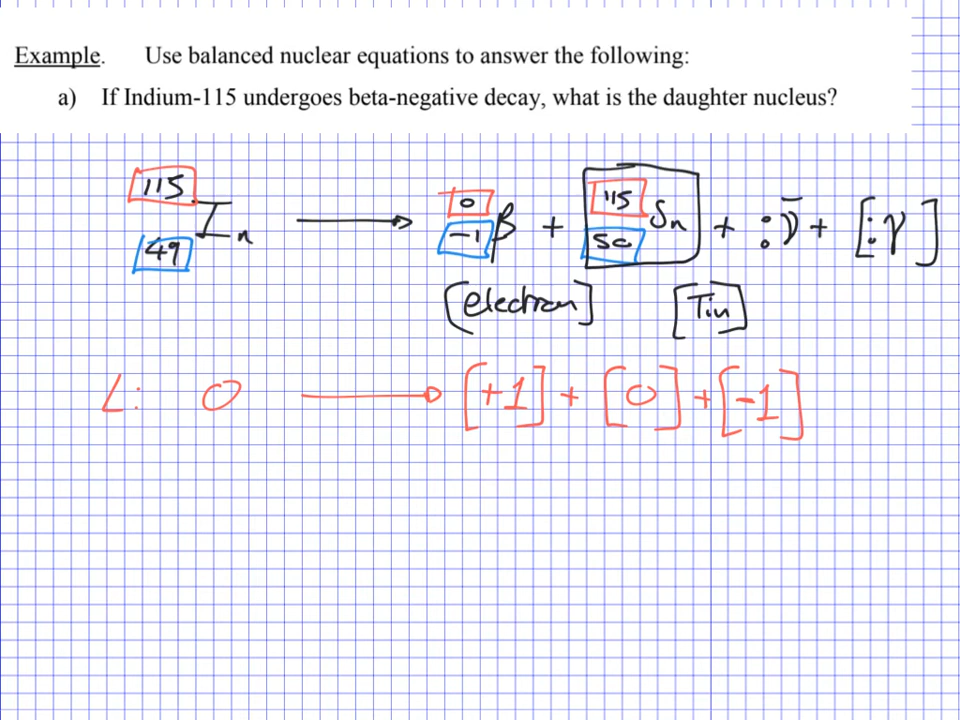 Example. Use balanced nuclear equations to answer the following:
a) If Indium-115 undergoes beta-negative decay, what is the daughter nucleus?
115 49 In → 0 -1 β + 115 50 Sn + 0 0 ν̄ + [0 0 γ]
[electron] [Tin]
L: 0 → [+1] + [0] + [-1]